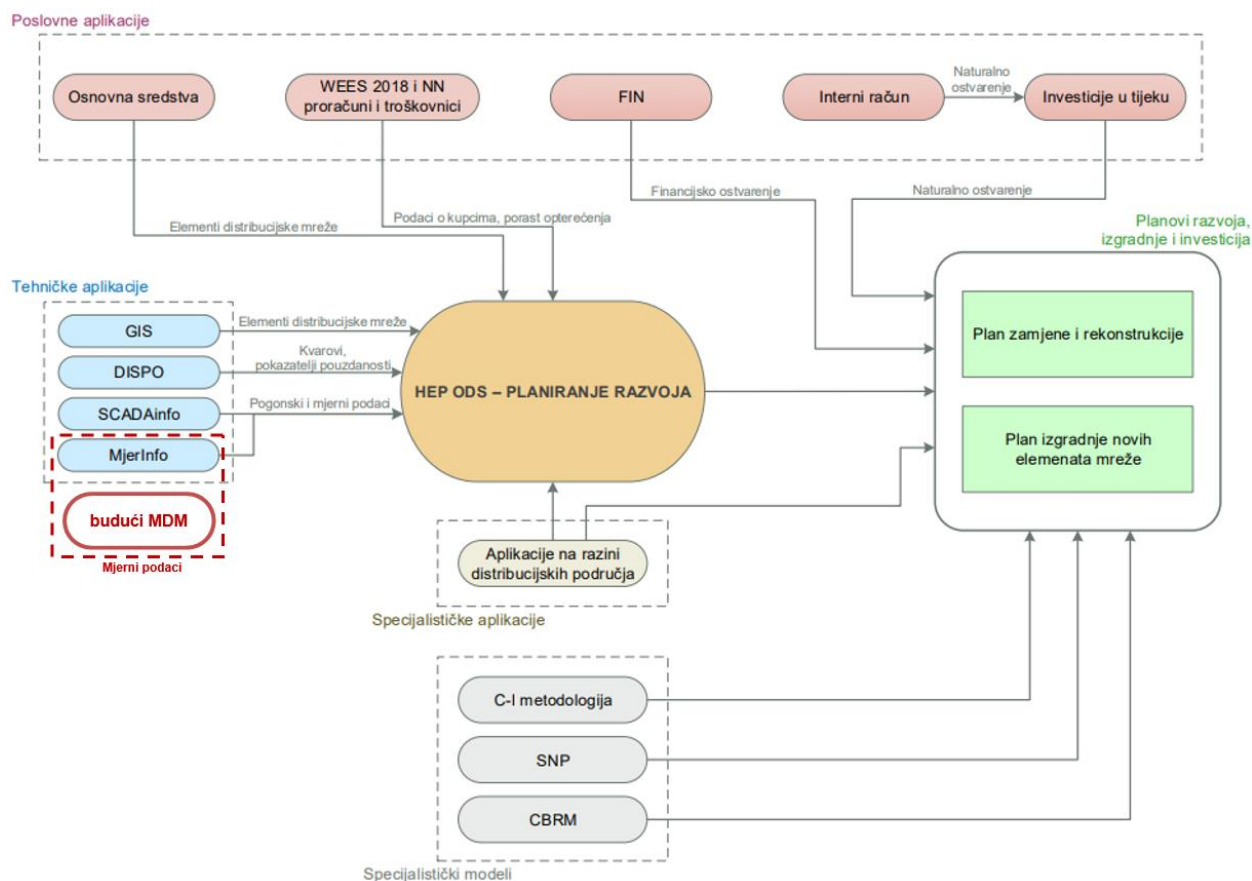 Poslovne aplikacije
Osnovna sredstva
WEES 2018 i NN
proračuni i troškovnici
FIN
Interni račun
Naturalno
ostvarenje
Investicije u tijeku
Elementi distribucijske mreže
Podaci o kupcima, porast opterećenja
Financijsko ostvarenje
Naturalno ostvarenje
Planovi razvoja,
izgradnje i investicija
Tehničke aplikacije
GIS
Elementi distribucijske mreže
DISPO
Kvarovi,
pokazatelji pouzdanosti
SCADAinfo
Pogonski i mjerni podaci
MjerInfo
budući MDM
Mjerni podaci
HEP ODS – PLANIRANJE RAZVOJA
Plan zamjene i rekonstrukcije
Plan izgradnje novih
elemenata mreže
Aplikacije na razini
distribucijskih područja
Specijalističke aplikacije
C-I metodologija
SNP
CBRM
Specijalistički modeli